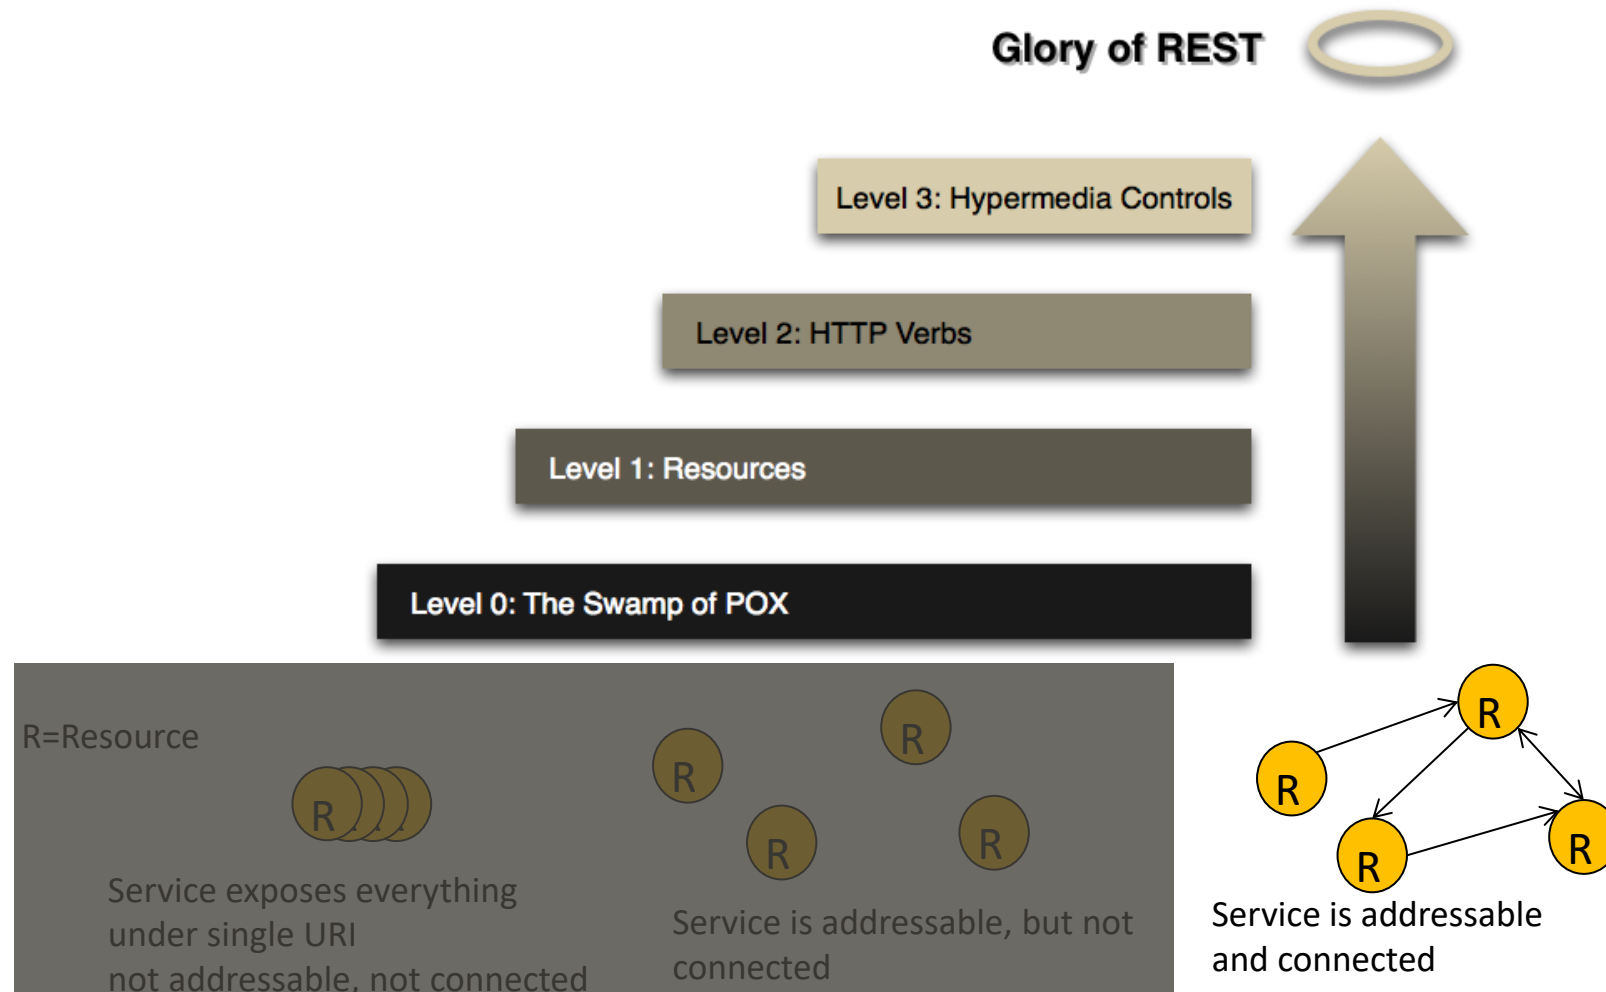 Glory of REST
Level 3: Hypermedia Controls
Level 2: HTTP Verbs
Level 1: Resources
Level 0: The Swamp of POX
R=Resource
R
Service exposes everything
under single URI
not addressable, not connected
R
R
R
R
Service is addressable, but not
connected
R
R
R
R
Service is addressable
and connected